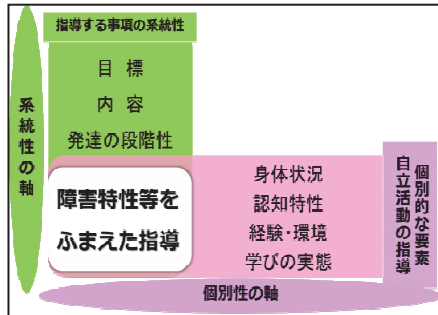 指導する事項の系統性
目 標
内 容
発達の段階性
系統性の軸
障害特性等を
ふまえた指導
身体状況
認知特性
経験・環境
学びの実態
個別的な要素
自立活動の指導
個別性の軸